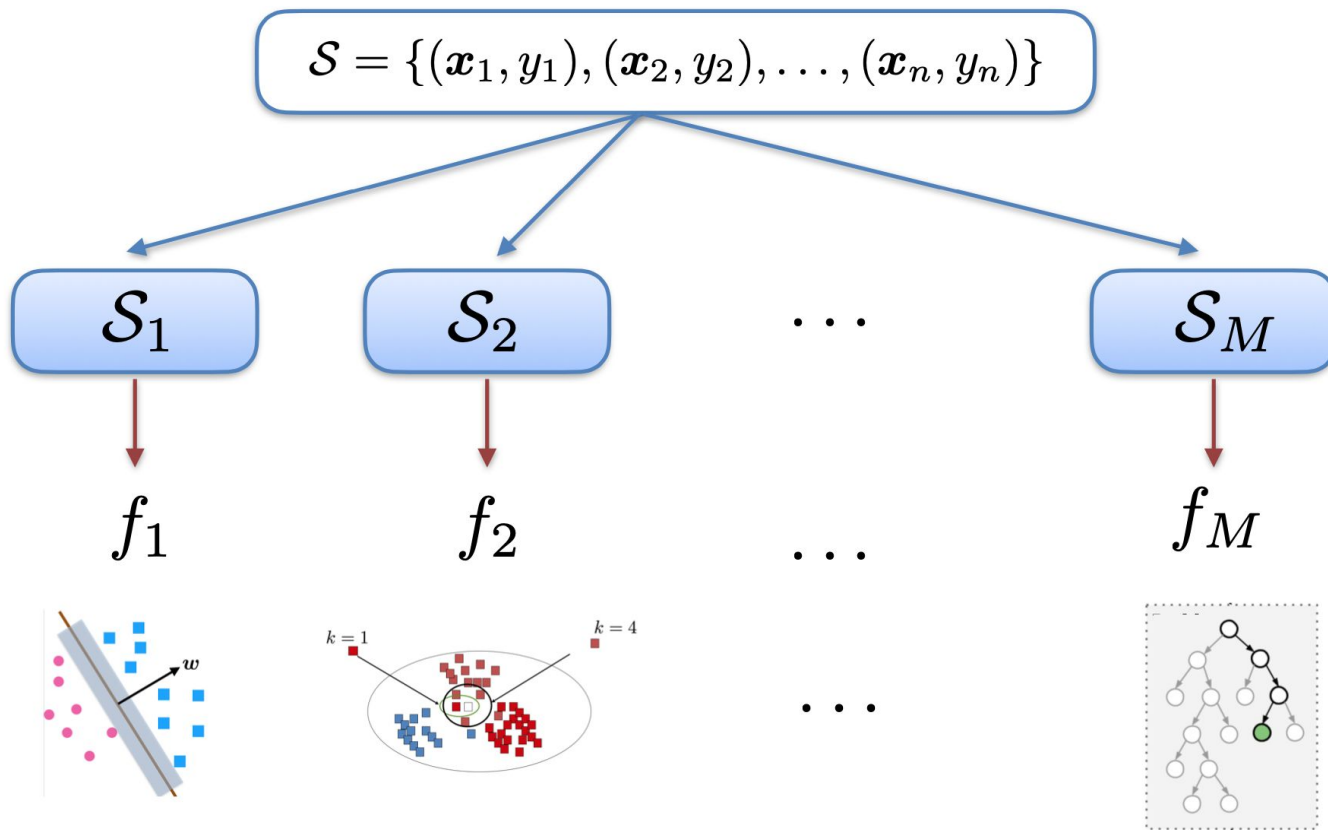 𝒮 = {(𝒙₁, y₁), (𝒙₂, y₂), . . . , (𝒙ₙ, yₙ)}
𝒮₁ 𝒮₂ . . . 𝒮_M
f₁ f₂ . . . f_M
k = 1 k = 4
w . . .